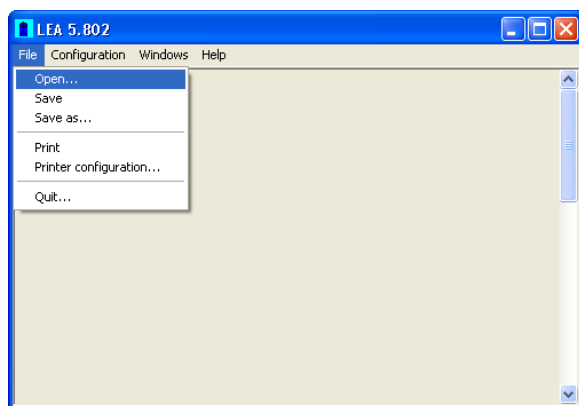 LEA 5.802
File Configuration Windows Help
Open...
Save
Save as...
Print
Printer configuration...
Quit...